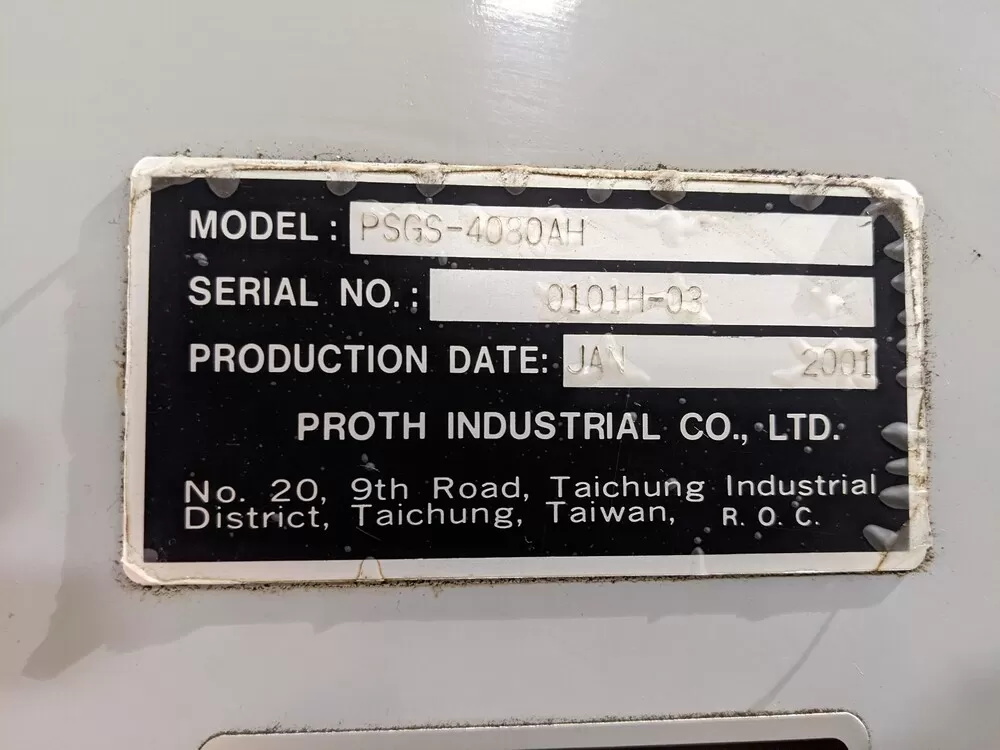 MODEL: PSGS-4080AH
SERIAL NO.: 0101H-03
PRODUCTION DATE: JAN 2001
PROTH INDUSTRIAL CO., LTD.
No. 20, 9th Road, Taichung Industrial
District, Taichung, Taiwan, R. O. C.